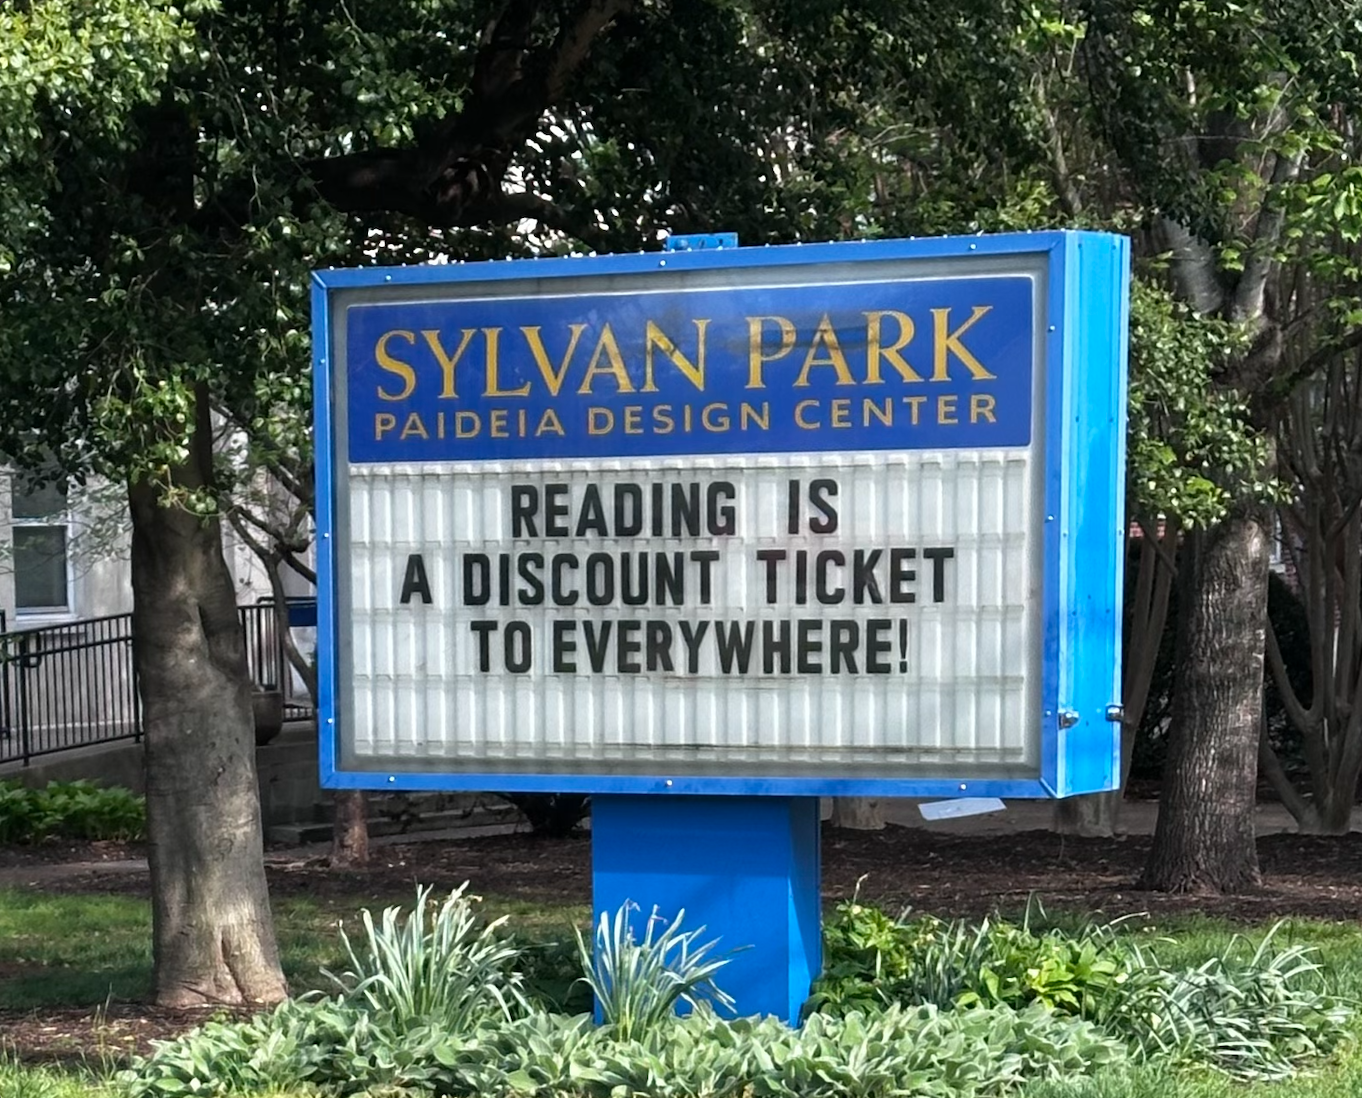 SYLVAN PARK
PAIDEIA DESIGN CENTER
READING IS
A DISCOUNT TICKET
TO EVERYWHERE!